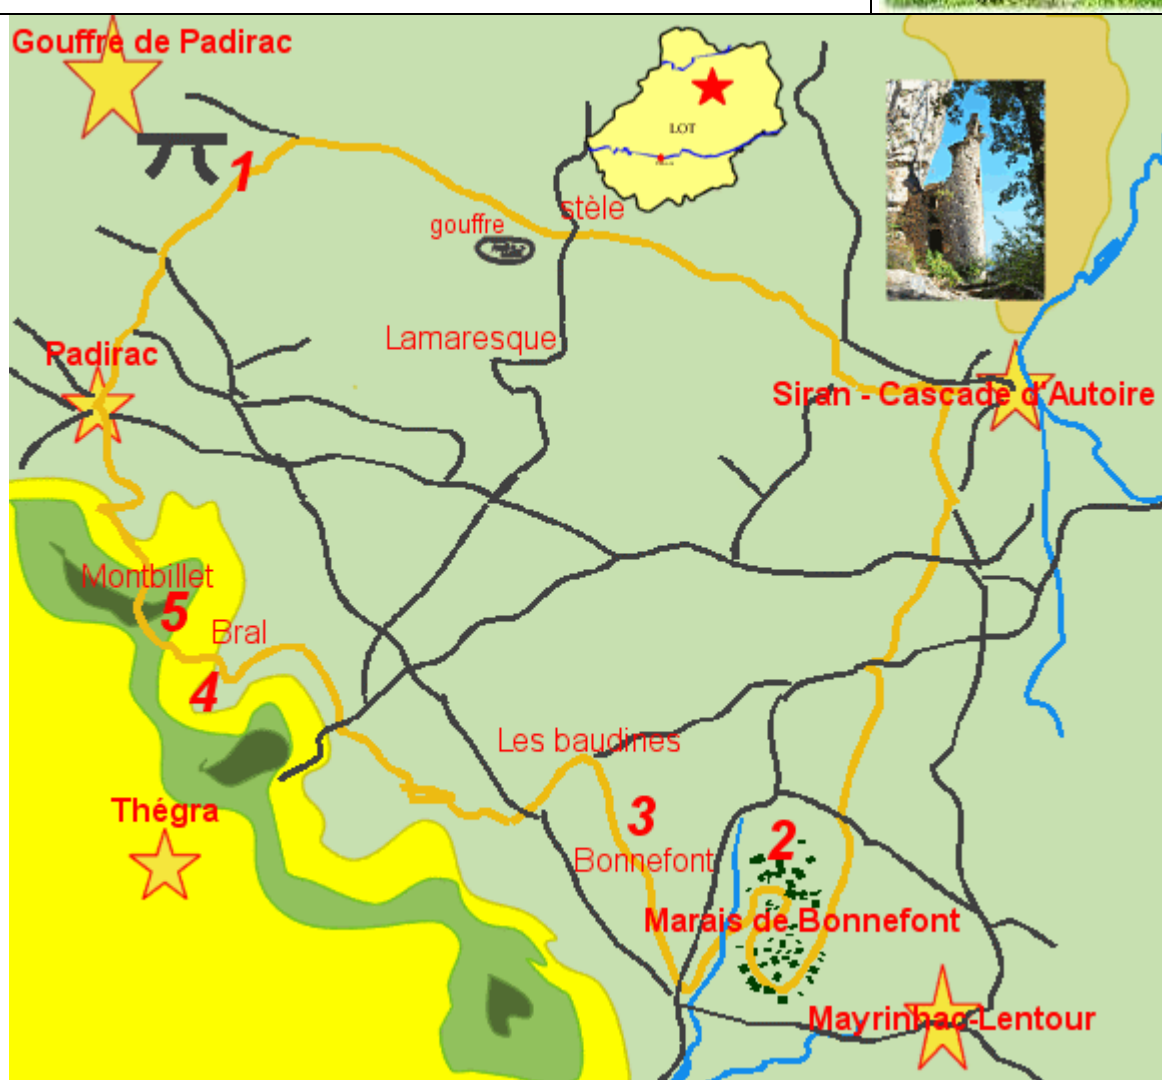 Gouffre de Padirac
LOT
1
stèle
gouffre
Lamaresque
Padirac
Siran - Cascade d'Autoire
Montbillet
5
Bral
4
Les baudines
Thégra
3
2
Bonnefont
Marais de Bonnefont
Mayrinhac-Lentour